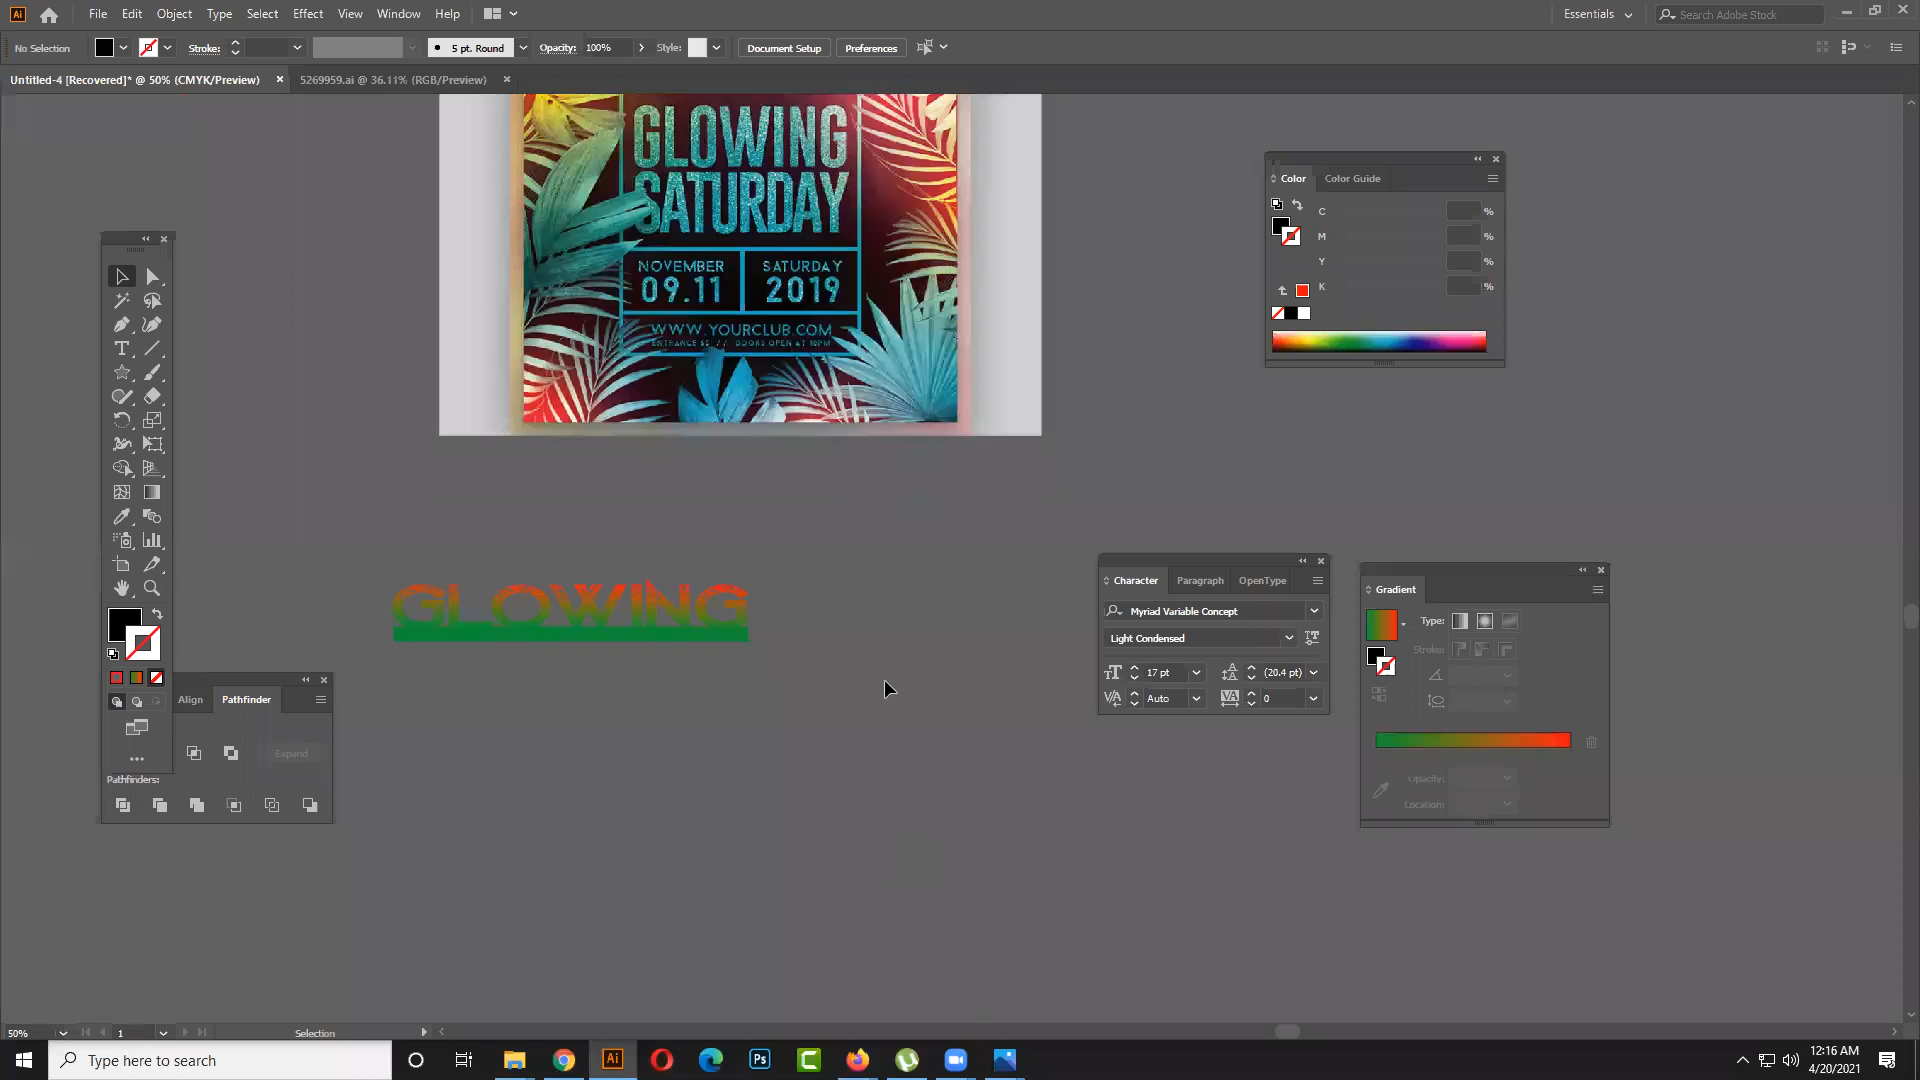 Ai File Edit Object Type Select Effect View Window Help Essentials Search Adobe Stock
No Selection Stroke: 5 pt. Round Opacity: 100% Style: Document Setup Preferences
Untitled-4 [Recovered]* @ 50% (CMYK/Preview) 5269959.ai @ 36.11% (RGB/Preview)
GLOWING
SATURDAY
NOVEMBER
09.11
SATURDAY
2019
WWW.YOURCLUB.COM
ENTRANCE $5 // DOORS OPEN AT 10PM
Color Color Guide
C %
M %
Y %
K %
GLOWING
Align Pathfinder
Expand
Pathfinders:
Character Paragraph OpenType
Myriad Variable Concept
Light Condensed
17 pt (20.4 pt)
Auto 0
Gradient
Type:
Stroke:
Opacity:
Location:
50% 1 Selection
Type here to search
Ai Ps C
12:16 AM
4/20/2021